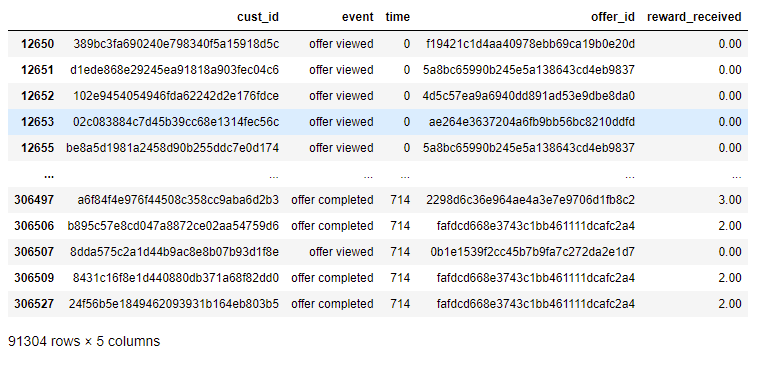 cust_id event time offer_id reward_received
12650 389bc3fa690240e798340f5a15918d5c offer viewed 0 f19421c1d4aa40978ebb69ca19b0e20d 0.00
12651 d1ede868e29245ea91818a903fec04c6 offer viewed 0 5a8bc65990b245e5a138643cd4eb9837 0.00
12652 102e9454054946fda62242d2e176fdce offer viewed 0 4d5c57ea9a6940dd891ad53e9dbe8da0 0.00
12653 02c083884c7d45b39cc68e1314fec56c offer viewed 0 ae264e3637204a6fb9bb56bc8210ddfd 0.00
12655 be8a5d1981a2458d90b255ddc7e0d174 offer viewed 0 5a8bc65990b245e5a138643cd4eb9837 0.00
... ... ... ... ... ...
306497 a6f84f4e976f44508c358cc9aba6d2b3 offer completed 714 2298d6c36e964ae4a3e7e9706d1fb8c2 3.00
306506 b895c57e8cd047a8872ce02aa54759d6 offer completed 714 fafdcd668e3743c1bb461111dcafc2a4 2.00
306507 8dda575c2a1d44b9ac8e8b07b93d1f8e offer viewed 714 0b1e1539f2cc45b7b9fa7c272da2e1d7 0.00
306509 8431c16f8e1d440880db371a68f82dd0 offer completed 714 fafdcd668e3743c1bb461111dcafc2a4 2.00
306527 24f56b5e1849462093931b164eb803b5 offer completed 714 fafdcd668e3743c1bb461111dcafc2a4 2.00
91304 rows × 5 columns